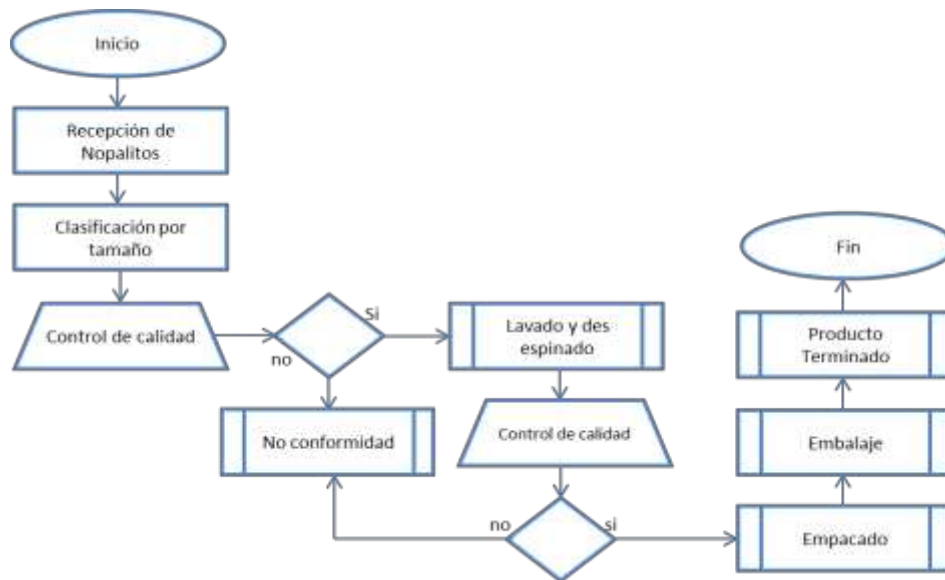 Inicio
Recepción de
Nopalitos
Clasificación por
tamaño
Control de calidad
Si
no
Lavado y des
espinado
No conformidad
Control de calidad
no
si
Empacado
Embalaje
Producto
Terminado
Fin